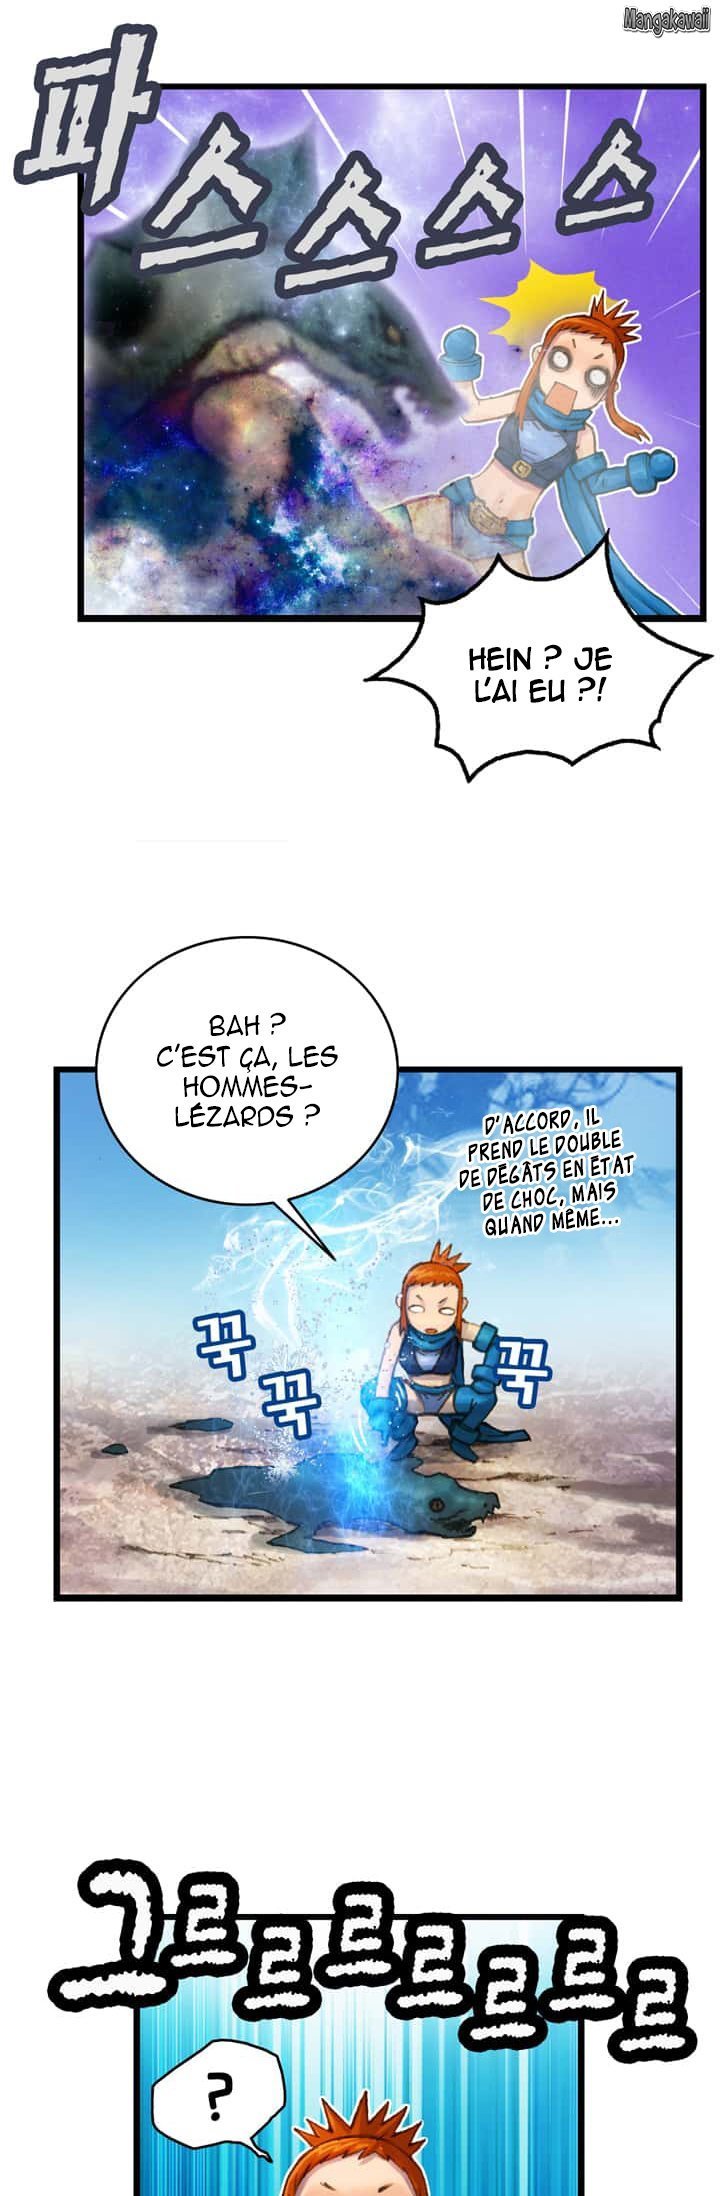 Mangakawaii
파스스스스
HEIN ? JE
L'AI EU ?!
BAH ?
C'EST ÇA, LES
HOMMES-
LÉZARDS ?
D'ACCORD, IL
PREND LE DOUBLE
DE DÉGÂTS EN ÉTAT
DE CHOC, MAIS
QUAND MÊME...
꾹
꾹
꾹
그르르르르르르르
?